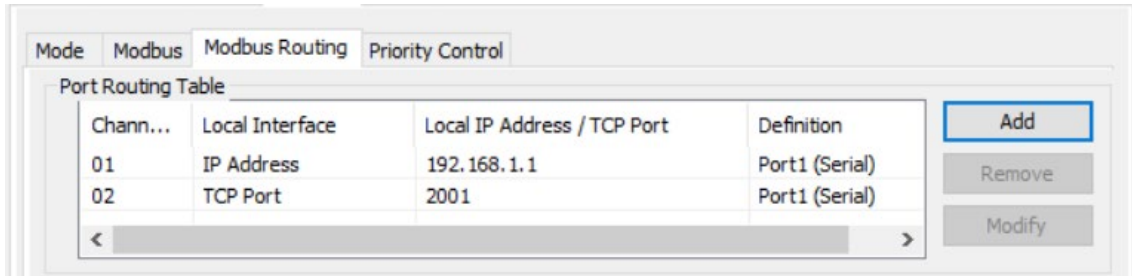 Mode Modbus Modbus Routing Priority Control
Port Routing Table
Chann... Local Interface Local IP Address / TCP Port Definition
01 IP Address 192.168.1.1 Port1 (Serial)
02 TCP Port 2001 Port1 (Serial)
Add
Remove
Modify